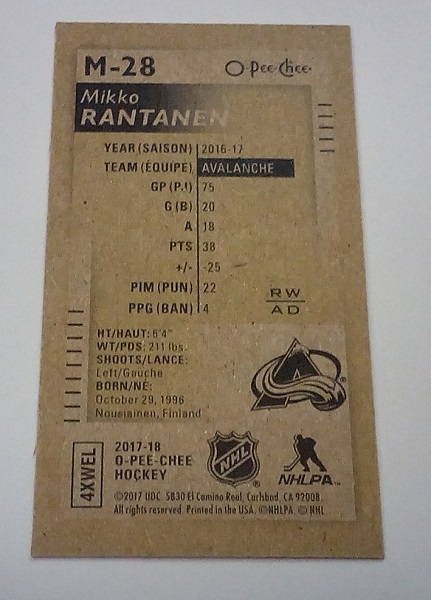 M-28 O-Pee-Chee
Mikko
RANTANEN
YEAR (SAISON) 2016-17
TEAM (ÉQUIPE) AVALANCHE
GP (PJ) 75
G (B) 20
A 18
PTS 38
+/- -25
PIM (PUN) 22
PPG (BAN) 4
RW
AD
HT/HAUT: 6'4"
WT/PDS: 211 lbs.
SHOOTS/LANCE:
Left/Gauche
BORN/NÉ:
October 29, 1996
Nousiainen, Finland
A
4XWEL
2017-18
O-PEE-CHEE
HOCKEY
NHL
NHLPA
©2017 UDC. 5830 El Camino Real, Carlsbad, CA 92008.
All rights reserved. Printed in the USA. ©NHLPA. © NHL